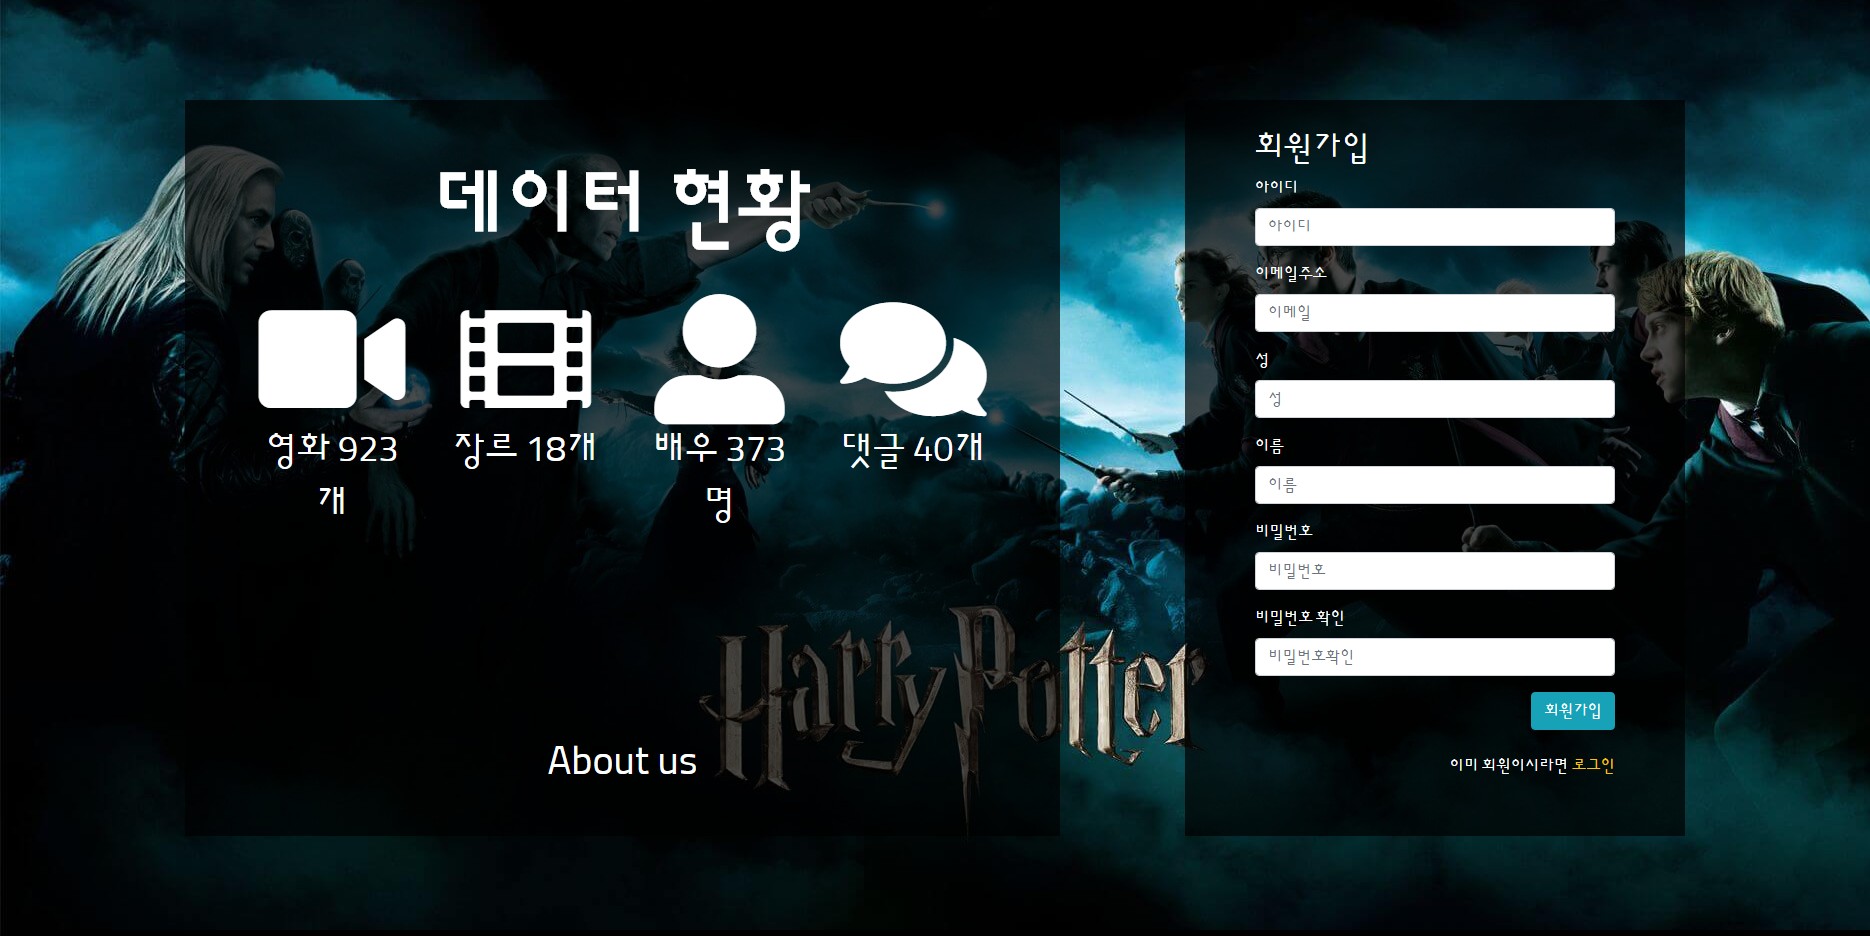 데이터 현황
영화 923
개
장르 18개
배우 373
명
댓글 40개
Harry Potter
About us
회원가입
아이디
아이디
이메일주소
이메일
성
성
이름
이름
비밀번호
비밀번호
비밀번호 확인
비밀번호확인
회원가입
이미 회원이시라면 로그인